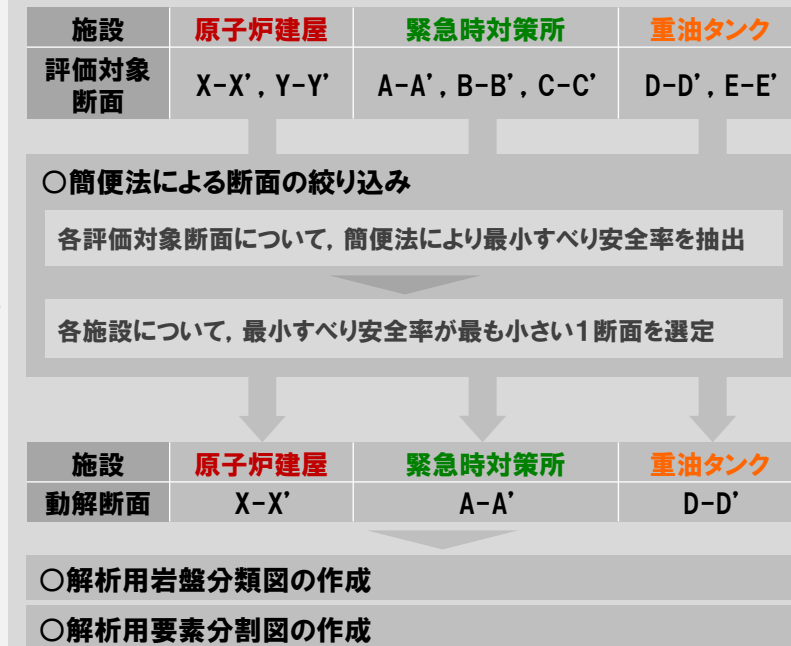 施設 原子炉建屋 緊急時対策所 重油タンク
評価対象断面 X-X’, Y-Y’ A-A’, B-B’, C-C’ D-D’, E-E’
○簡便法による断面の絞り込み
各評価対象断面について, 簡便法により最小すべり安全率を抽出
各施設について, 最小すべり安全率が最も小さい1断面を選定
施設 原子炉建屋 緊急時対策所 重油タンク
動解断面 X-X’ A-A’ D-D’
○解析用岩盤分類図の作成
○解析用要素分割図の作成